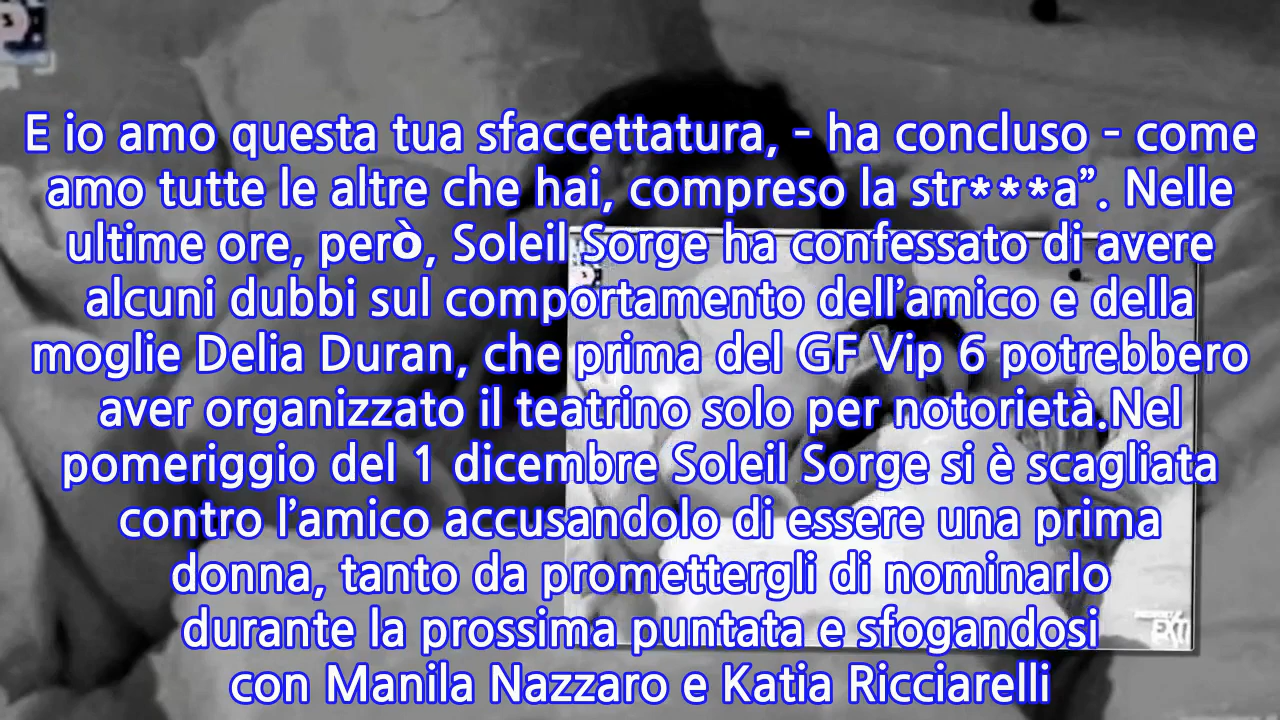 E io amo questa tua sfaccettatura, - ha concluso - come
amo tutte le altre che hai, compreso la str***a”. Nelle
ultime ore, però, Soleil Sorge ha confessato di avere
alcuni dubbi sul comportamento dell’amico e della
moglie Delia Duran, che prima del GF Vip 6 potrebbero
aver organizzato il teatrino solo per notorietà.Nel
pomeriggio del 1 dicembre Soleil Sorge si è scagliata
contro l’amico accusandolo di essere una prima
donna, tanto da promettergli di nominarlo
durante la prossima puntata e sfogandosi
con Manila Nazzaro e Katia Ricciarelli